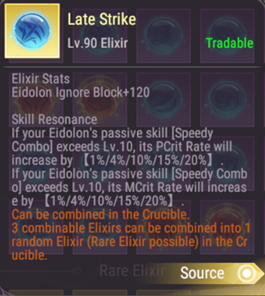 Late Strike
Lv.90 Elixir
Tradable
Elixir Stats
Eidolon Ignore Block+120
Skill Resonance
If your Eidolon's passive skill [Speedy
Combo] exceeds Lv.10, its PCrit Rate will
increase by 【1%/4%/10%/15%/20%】.
If your Eidolon's passive skill [Speedy Comb
o] exceeds Lv.10, its MCrit Rate will increas
e by 【1%/4%/10%/15%/20%】.
Can be combined in the Crucible.
3 combinable Elixirs can be combined into 1
random Elixir (Rare Elixir possible) in the Cr
ucible.
Rare Elixir
Source